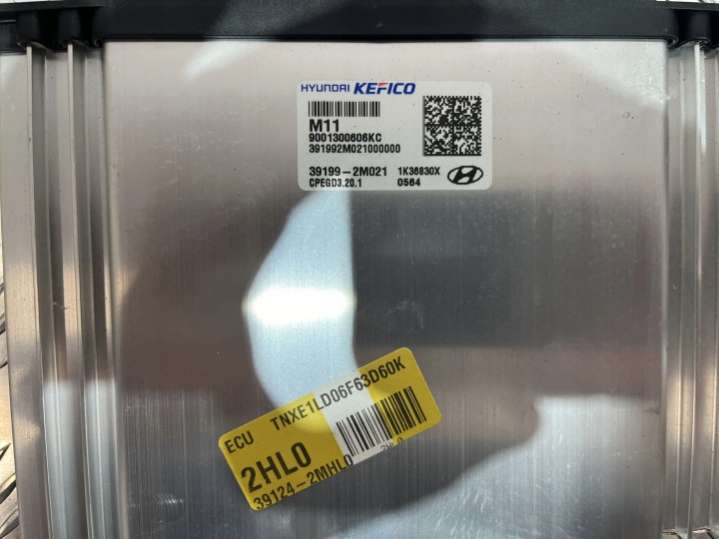 HYUNDAI KEFICO
M11
9001300606KC
391992M021000000
39199-2M021 1K36830X
CPEGD3.20.1 0564
ECU TNXE1LD06F63D60K
2HL0
39124-2MHL0